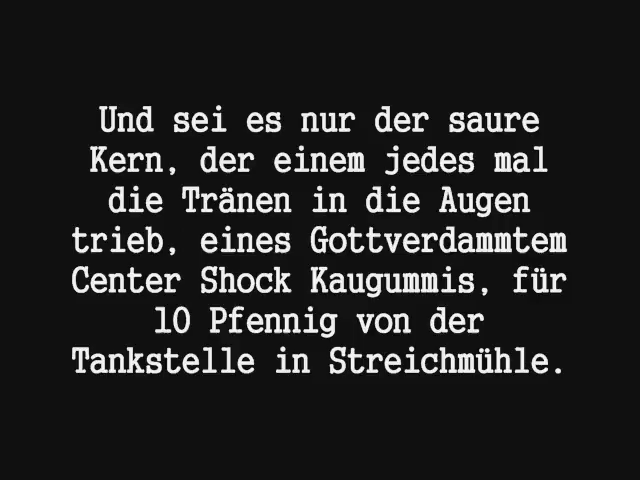 Und sei es nur der saure
Kern, der einem jedes mal
die Tränen in die Augen
trieb, eines Gottverdammtem
Center Shock Kaugummis, für
10 Pfennig von der
Tankstelle in Streichmühle.